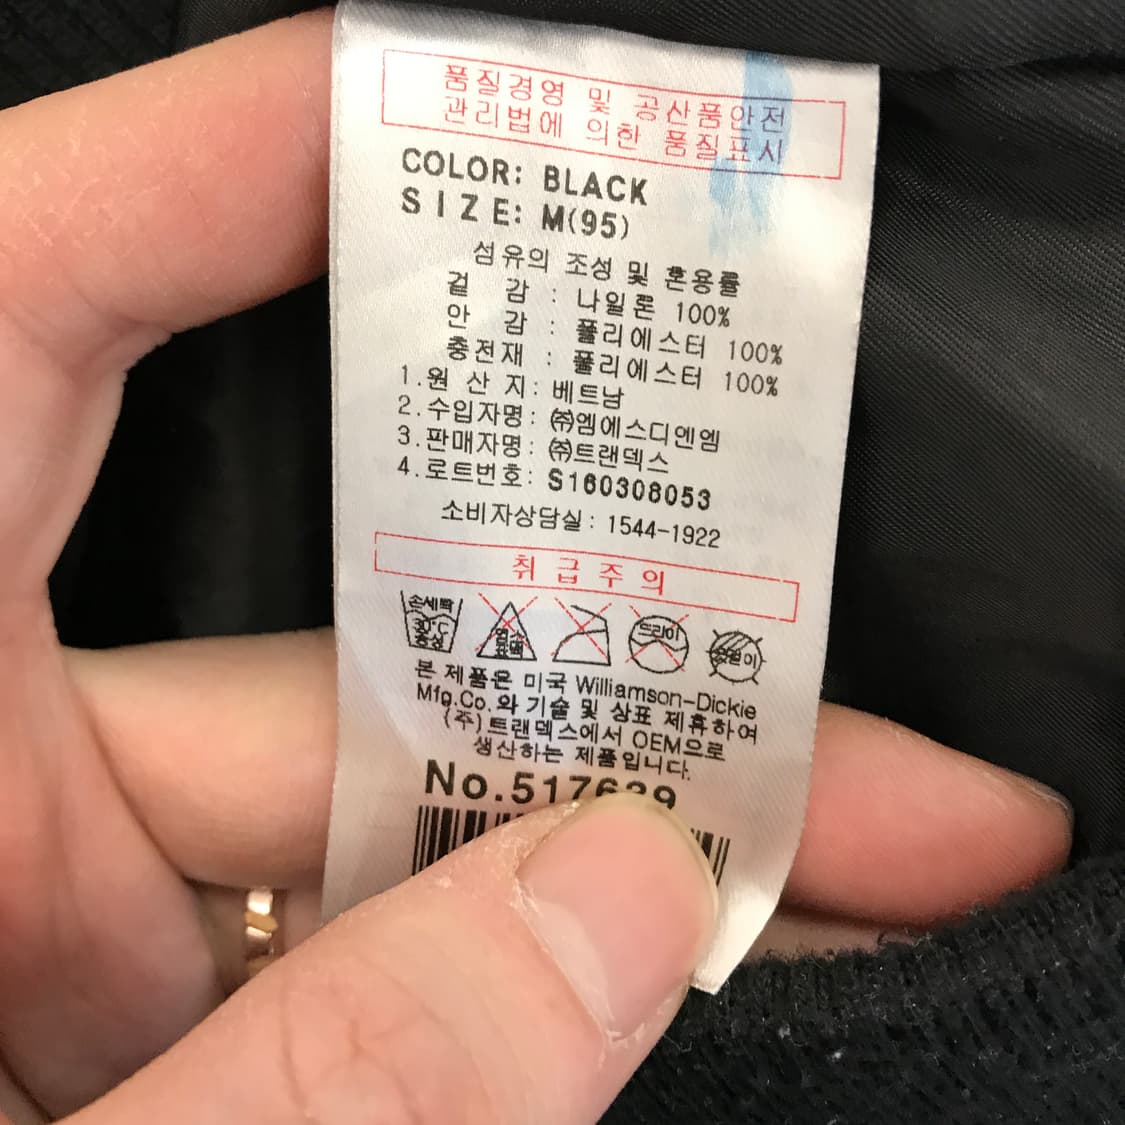 품질경영 및 공산품안전
관리법에 의한 품질표시
COLOR: BLACK
SIZE: M(95)
섬유의 조성 및 혼용률
겉 감 : 나일론 100%
안 감 : 폴리에스터 100%
충전재 : 폴리에스터 100%
1.원 산 지: 베트남
2.수입자명: ㈜엠에스디엔엠
3.판매자명: ㈜트랜덱스
4.로트번호: S160308053
소비자상담실: 1544-1922
취급주의
손세탁
중성
염소
표백
드라이
본 제품은 미국 Williamson-Dickie
Mfg.Co.와 기술 및 상표 제휴하여
(주)트랜덱스에서 OEM으로
생산하는 제품입니다.